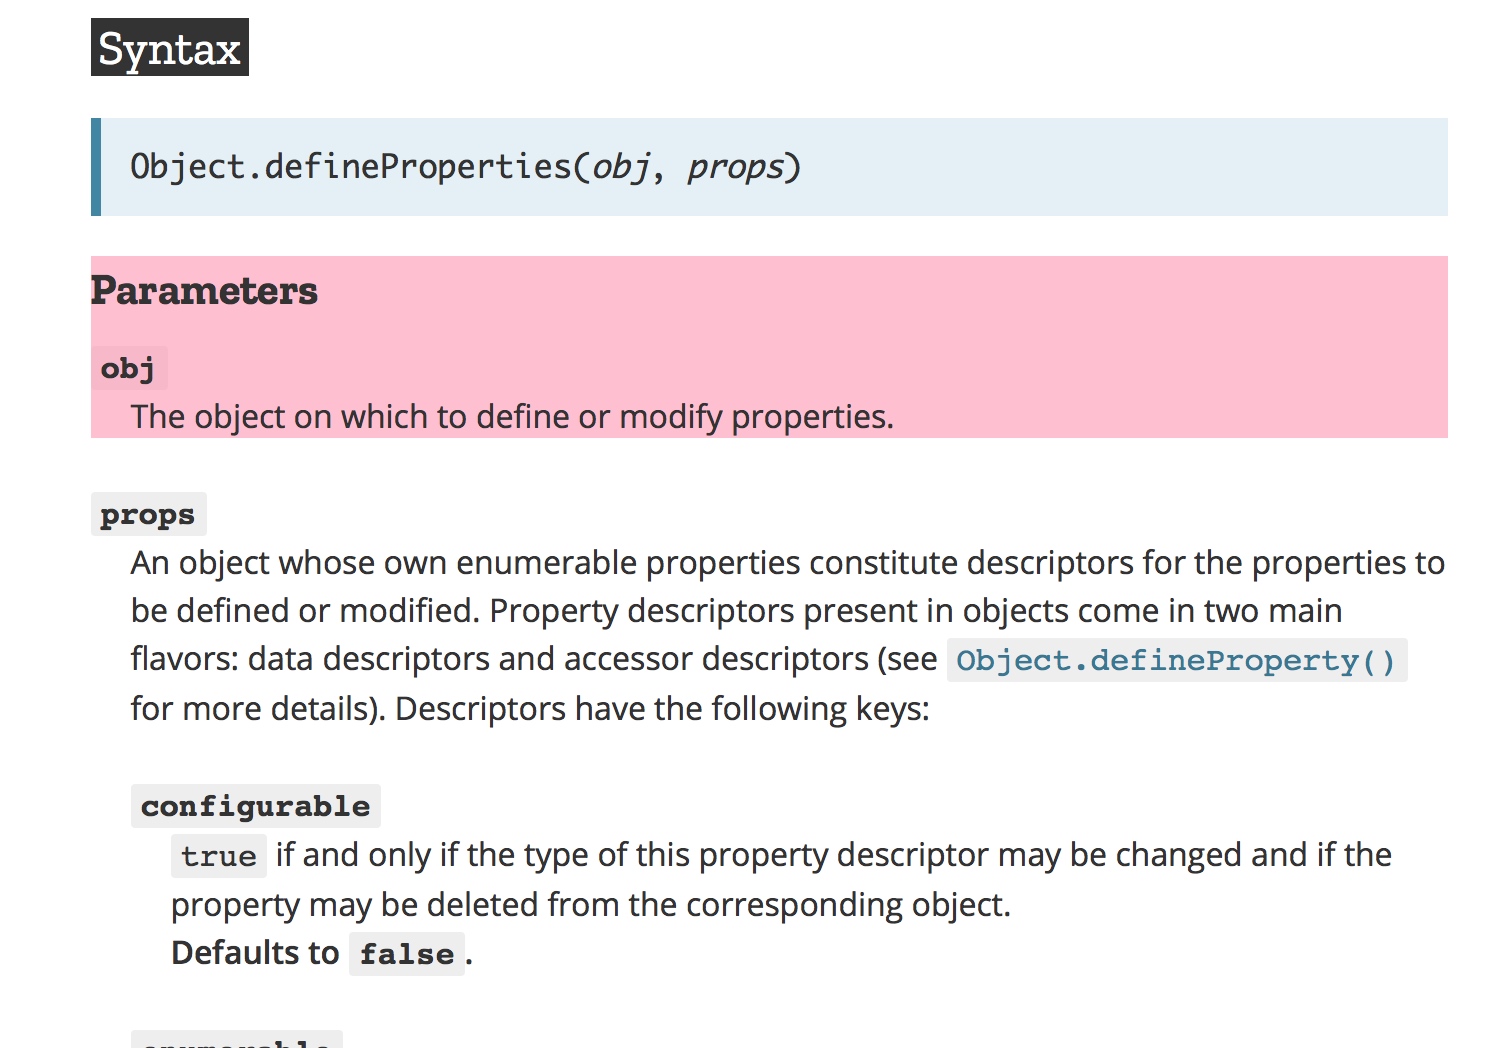 Syntax
Object.defineProperties(obj, props)
Parameters
obj
The object on which to define or modify properties.
props
An object whose own enumerable properties constitute descriptors for the properties to
be defined or modified. Property descriptors present in objects come in two main
flavors: data descriptors and accessor descriptors (see Object.defineProperty()
for more details). Descriptors have the following keys:
configurable
true if and only if the type of this property descriptor may be changed and if the
property may be deleted from the corresponding object.
Defaults to false.